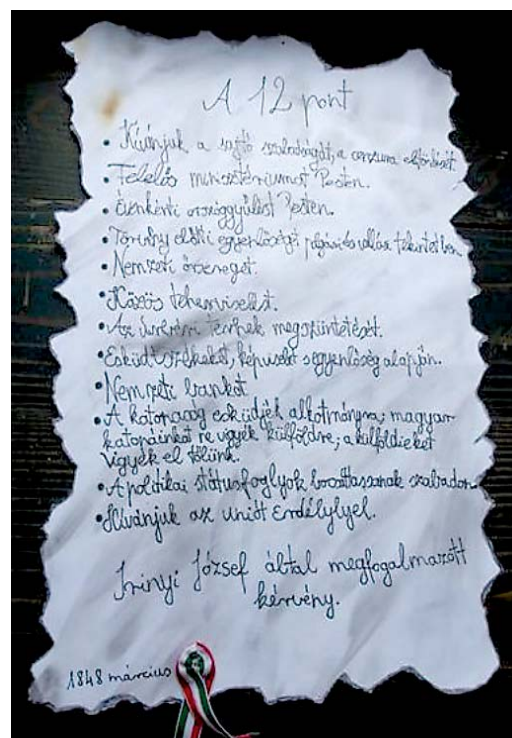 A 12 pont
• Kívánjuk a sajtó szabadságát, a cenzura eltörlését.
• Felelős ministériumot Pesten.
• Évenkénti országgyűlést Pesten.
• Törvény előtti egyenlőséget polgári és vallási tekintetben.
• Nemzeti őrsereget.
• Közös teherviselést.
• Az úrbéri terhek megszüntetését.
• Esküdtszékeket, képviselet segyenlőség alapján.
• Nemzeti bankot
• A katonaság esküdjék alkotmányra; magyar
katonáinkat ne vigyék külföldre; a külföldieket
vigyék el tőlünk.
• A politikai státusfoglyok bocsáttassanak szabadon.
• Kívánjuk az uniót Erdélylyel.
Irinyi József által megfogalmazott
kérvény.
1848 március